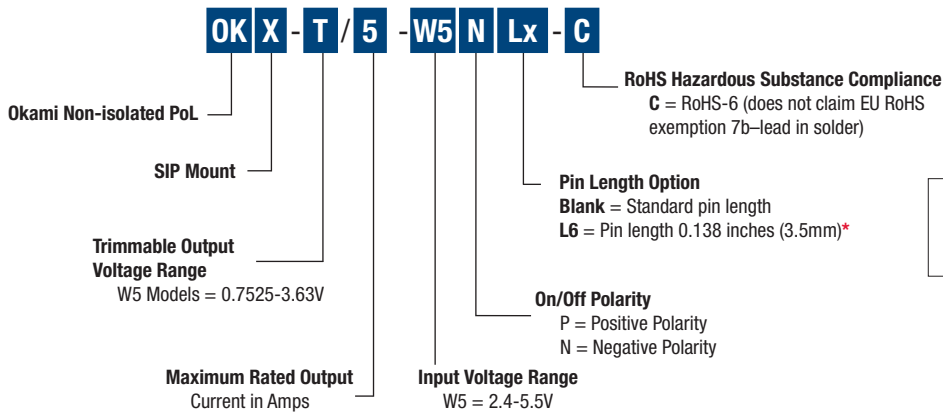 OK X - T / 5 - W5 N Lx - C
RoHS Hazardous Substance Compliance
C = RoHS-6 (does not claim EU RoHS
exemption 7b–lead in solder)
Okami Non-isolated PoL
SIP Mount
Pin Length Option
Blank = Standard pin length
L6 = Pin length 0.138 inches (3.5mm)*
Trimmable Output
Voltage Range
W5 Models = 0.7525-3.63V
On/Off Polarity
P = Positive Polarity
N = Negative Polarity
Maximum Rated Output
Current in Amps
Input Voltage Range
W5 = 2.4-5.5V